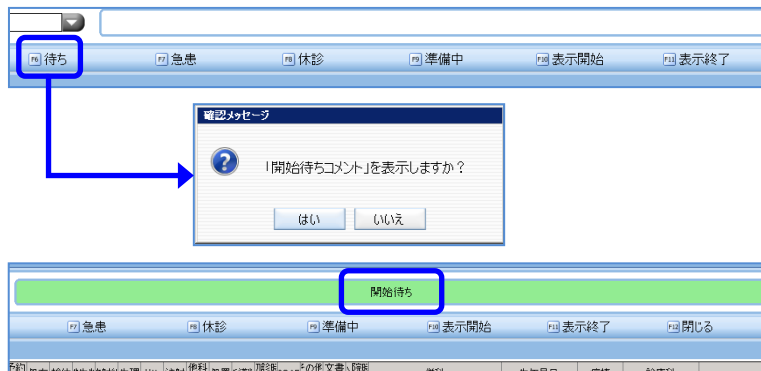 F6 待ち F7 急患 F8 休診 F9 準備中 F10 表示開始 F11 表示終了
確認メッセージ
「開始待ちコメント」を表示しますか？
はい いいえ
開始待ち
F7 急患 F8 休診 F9 準備中 F10 表示開始 F11 表示終了 F12 閉じる